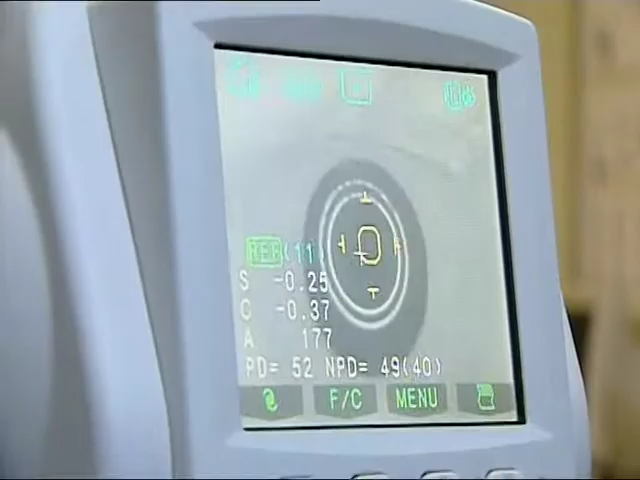 REF (11)
S -0.25
C -0.37
A 177
PD= 52 NPD= 49(40)
F/C MENU